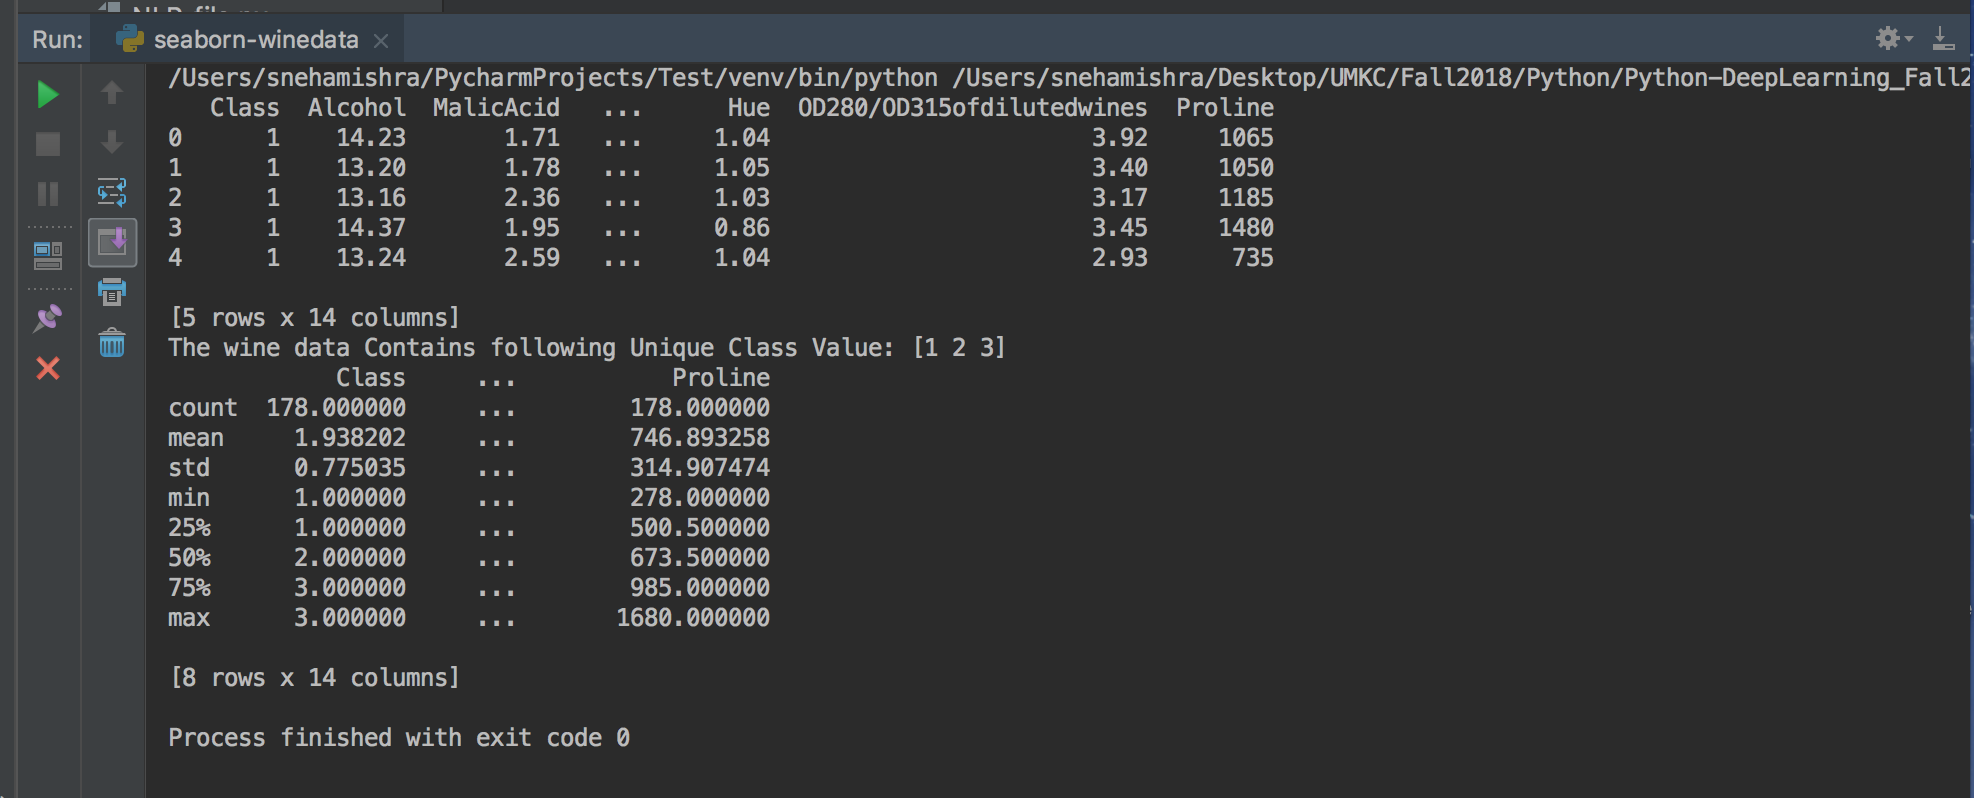 Run: seaborn-winedata
/Users/snehamishra/PycharmProjects/Test/venv/bin/python /Users/snehamishra/Desktop/UMKC/Fall2018/Python/Python-DeepLearning_Fall2
Class Alcohol MalicAcid ... Hue OD280/OD315ofdilutedwines Proline
0 1 14.23 1.71 ... 1.04 3.92 1065
1 1 13.20 1.78 ... 1.05 3.40 1050
2 1 13.16 2.36 ... 1.03 3.17 1185
3 1 14.37 1.95 ... 0.86 3.45 1480
4 1 13.24 2.59 ... 1.04 2.93 735
[5 rows x 14 columns]
The wine data Contains following Unique Class Value: [1 2 3]
Class ... Proline
count 178.000000 ... 178.000000
mean 1.938202 ... 746.893258
std 0.775035 ... 314.907474
min 1.000000 ... 278.000000
25% 1.000000 ... 500.500000
50% 2.000000 ... 673.500000
75% 3.000000 ... 985.000000
max 3.000000 ... 1680.000000
[8 rows x 14 columns]
Process finished with exit code 0